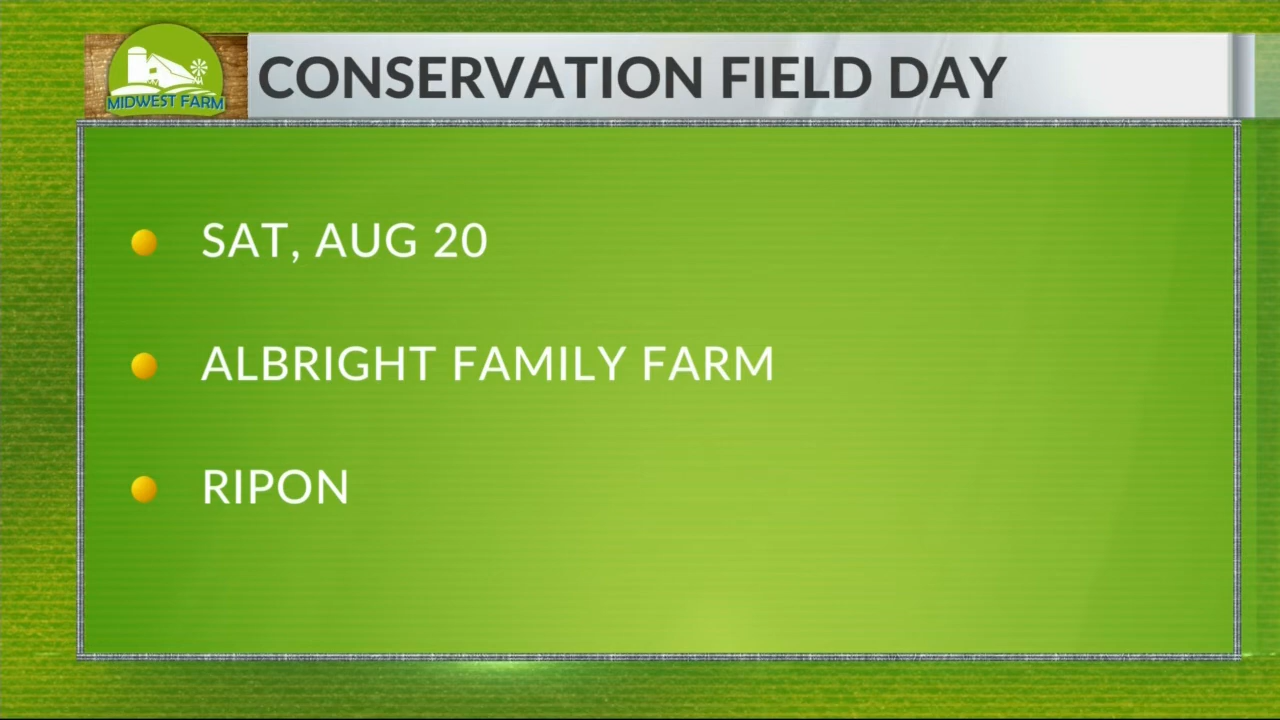 MIDWEST FARM
CONSERVATION FIELD DAY
SAT, AUG 20
ALBRIGHT FAMILY FARM
RIPON